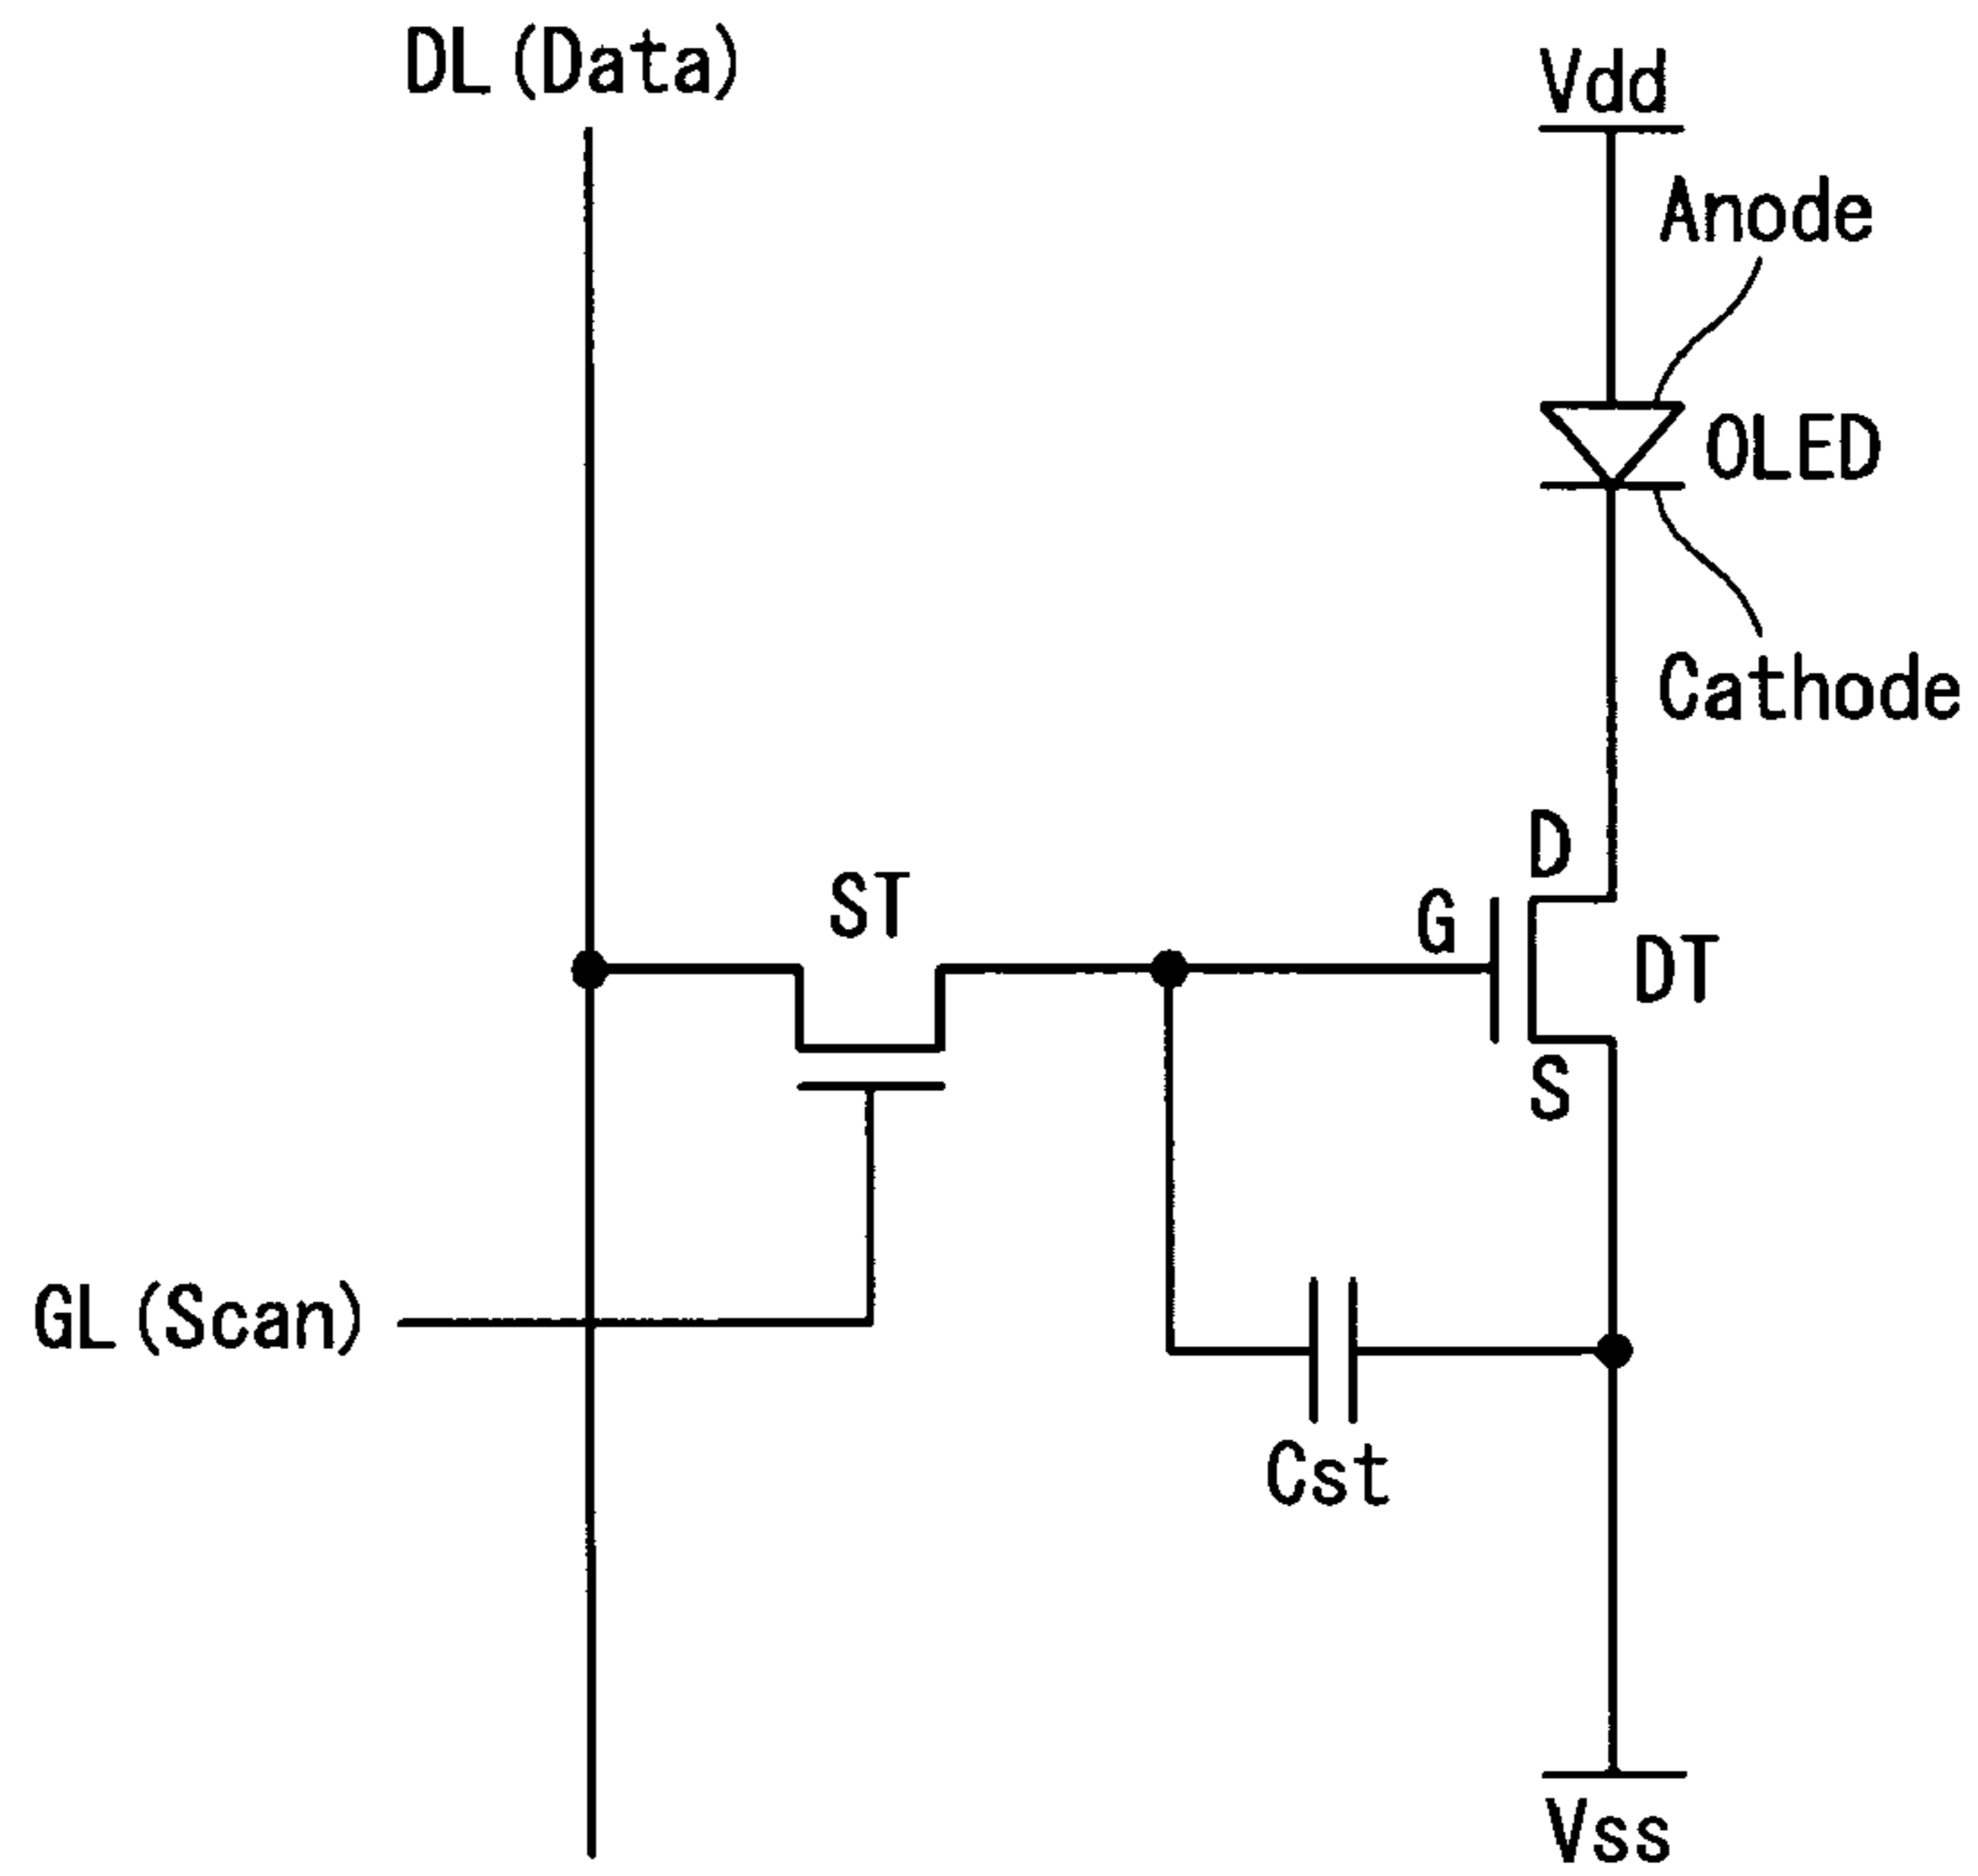 DL(Data)
Vdd
Anode
OLED
Cathode
D
ST
G
DT
S
GL(Scan)
Cst
Vss